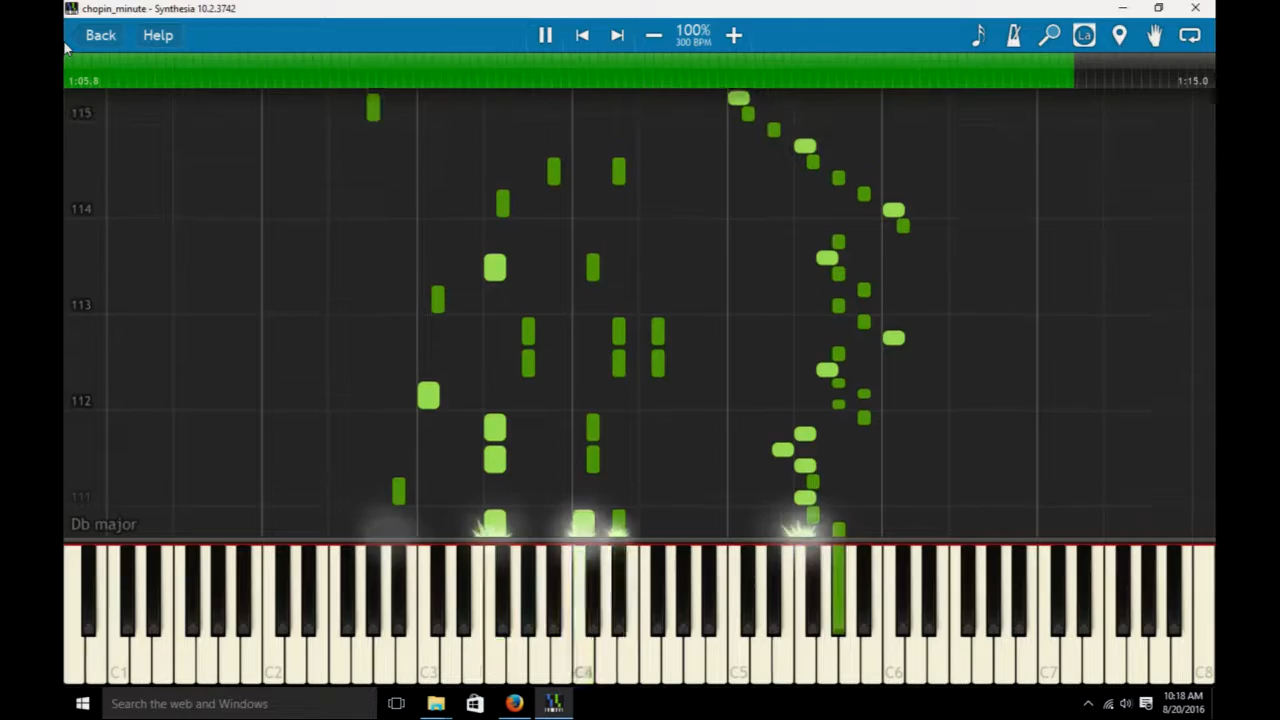 chopin_minute - Synthesia 10.2.3742
Back
Help
100%
300 BPM
La
1:05.8
1:15.0
115
114
113
112
111
Db major
C1
C2
C3
C4
C5
C6
C7
C8
Search the web and Windows
10:18 AM
8/20/2016